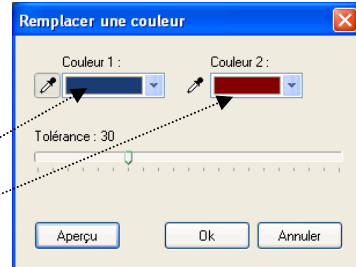 Remplacer une couleur
Couleur 1 : Couleur 2 :
Tolérance : 30
Aperçu Ok Annuler